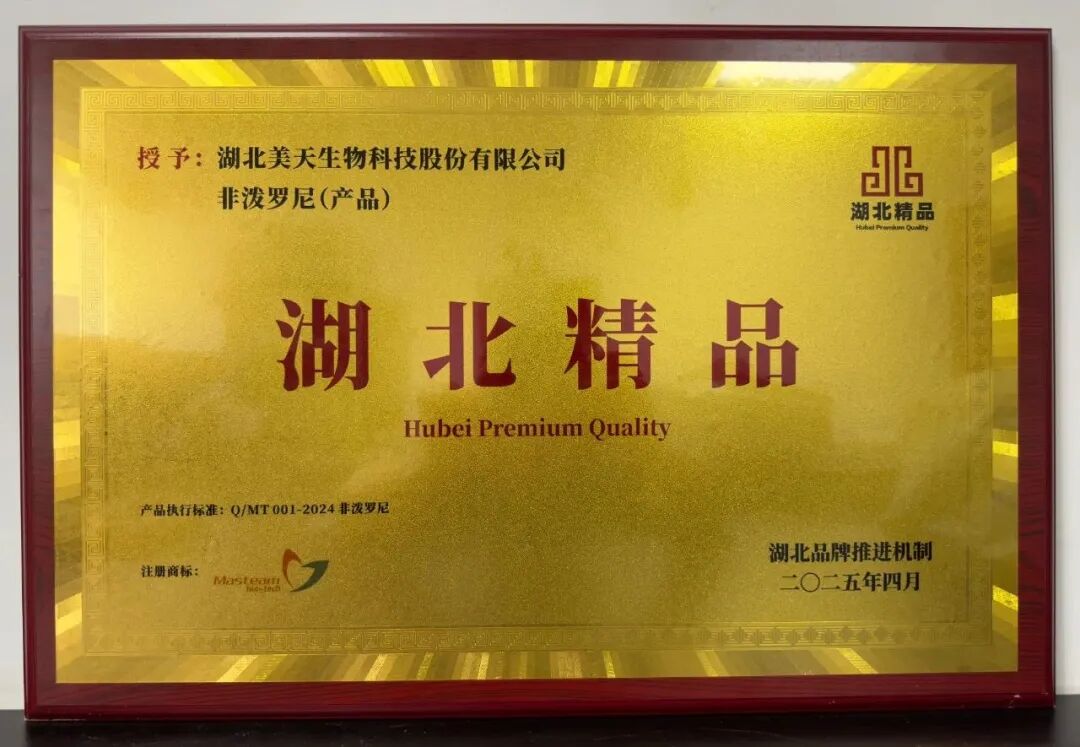 授予：湖北美天生物科技股份有限公司
非泼罗尼（产品）
湖北精品
Hubei Premium Quality
湖北精品
Hubei Premium Quality
产品执行标准：Q/MT 001-2024 非泼罗尼
注册商标：
Masteam
bio-tech
湖北品牌推进机制
二〇二五年四月